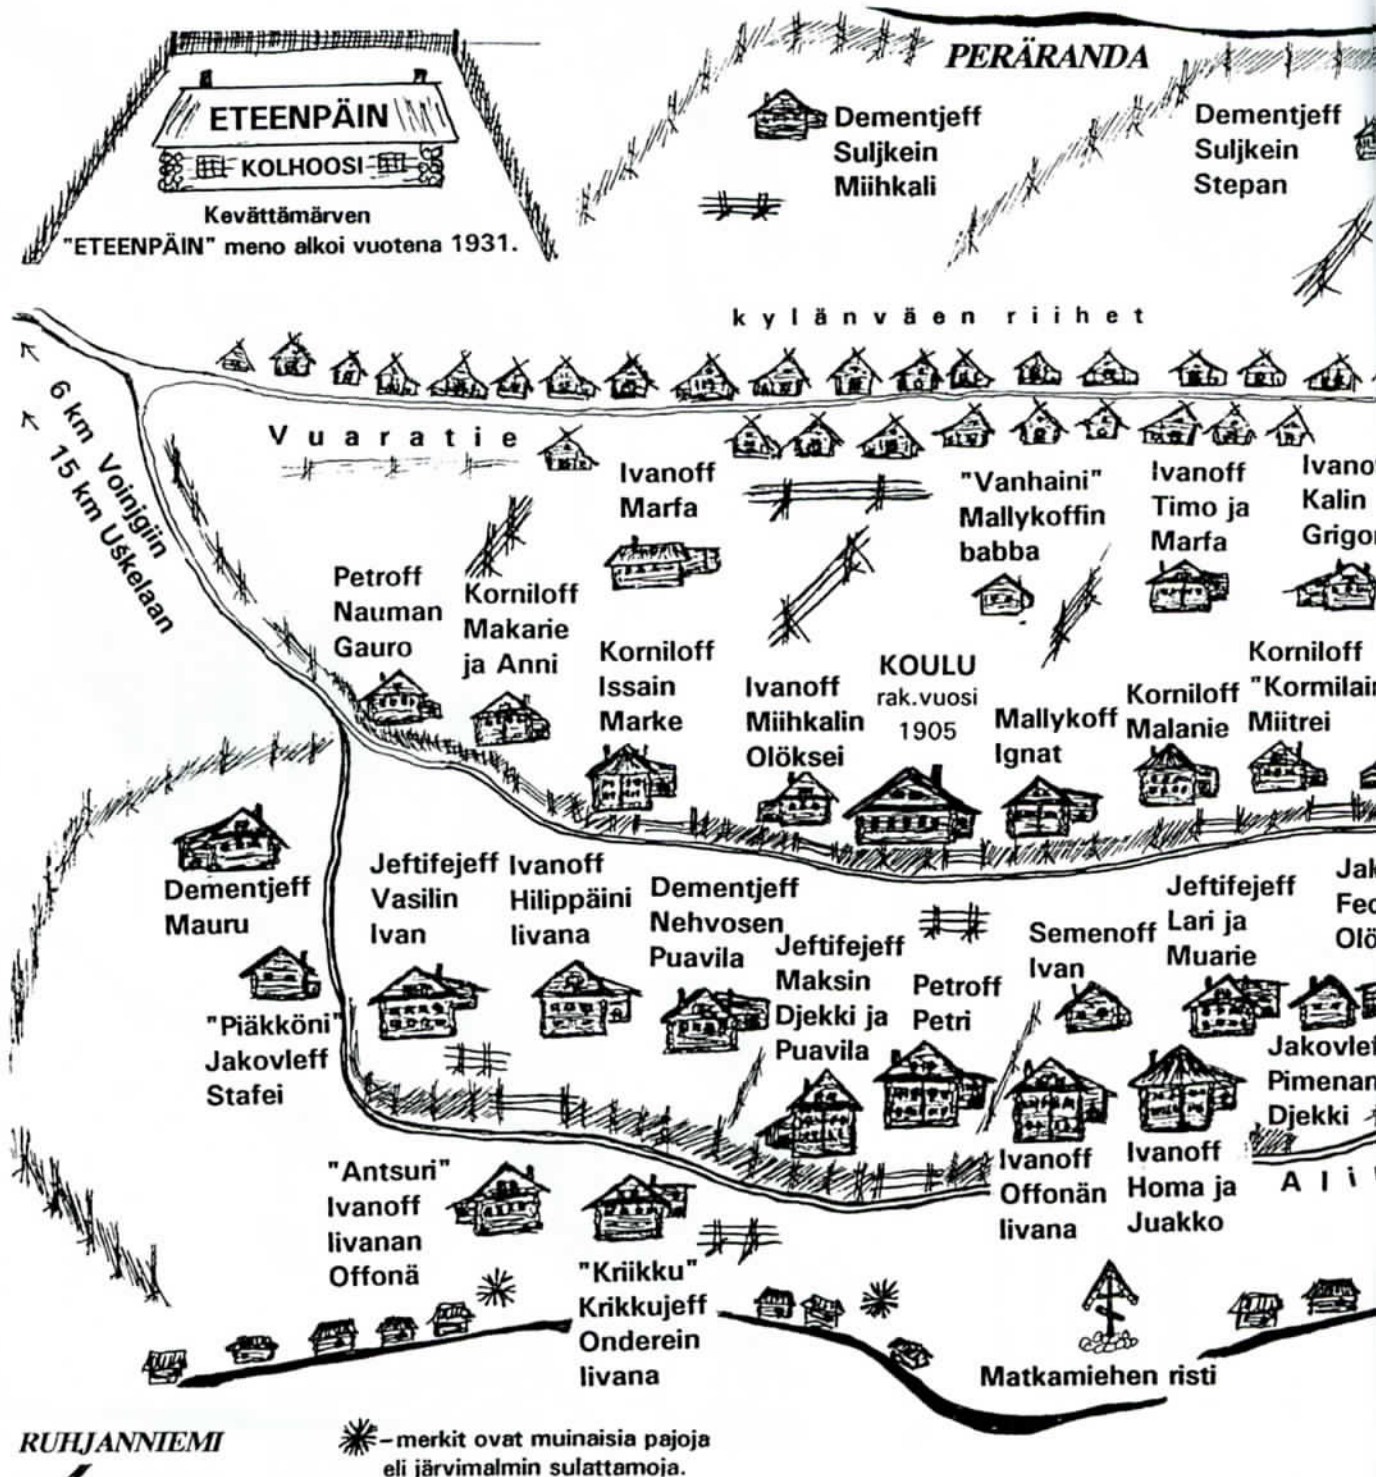 ETEENPÄIN
KOLHOOSI
Kevättämärven
"ETEENPÄIN" meno alkoi vuotena 1931.
PERÄRANDA
Dementjeff
Suljkein
Miihkali
Dementjeff
Suljkein
Stepan
kylänväen riihet
6 km Voinjgiin
15 km Uškelaan
Vuaratie
Ivanoff
Marfa
"Vanhaini"
Mallykoffin
babba
Ivanoff
Timo ja
Marfa
Kalin
Petroff
Nauman
Gauro
Korniloff
Makarie
ja Anni
Korniloff
Issain
Marke
Ivanoff
Miihkalin
Olöksei
KOULU
rak.vuosi
1905
Mallykoff
Ignat
Korniloff
Malanie
Korniloff
Miitrei
Dementjeff
Mauru
Jeftifejeff
Vasilin
Ivan
Ivanoff
Hilippäini
Iivana
Dementjeff
Nehvosen
Puavila
Jeftifejeff
Maksin
Djekki ja
Puavila
Petroff
Petri
Semenoff
Ivan
Jeftifejeff
Lari ja
Muarie
"Piäkköni"
Jakovleff
Stafei
Djekki
"Antsuri"
Ivanoff
Iivanan
Offonä
"Kriikku"
Krikkujeff
Onderein
Iivana
Ivanoff
Offonän
Iivana
Ivanoff
Homa ja
Juakko
Matkamiehen risti
RUHJANNIEMI
–merkit ovat muinaisia pajoja
eli järvimalmin sulattamoja.